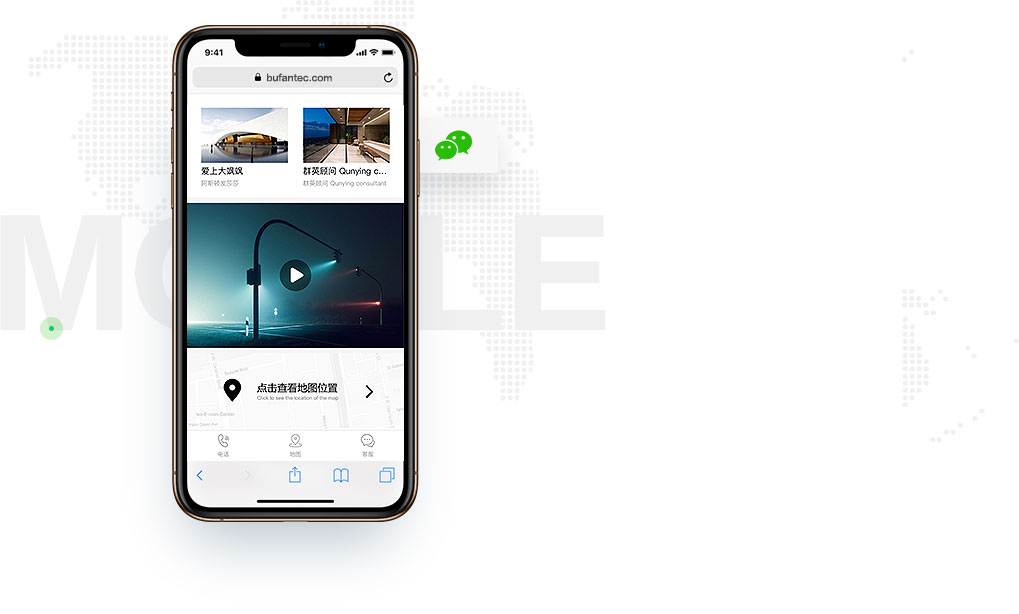 9:41
bufantec.com
爱上大飒飒
阿斯顿发莎莎
群英顾问 Qunying c...
群英顾问 Qunying consultant
MOBILE
点击查看地图位置
Click to see the location of the map
电话
地图
客服